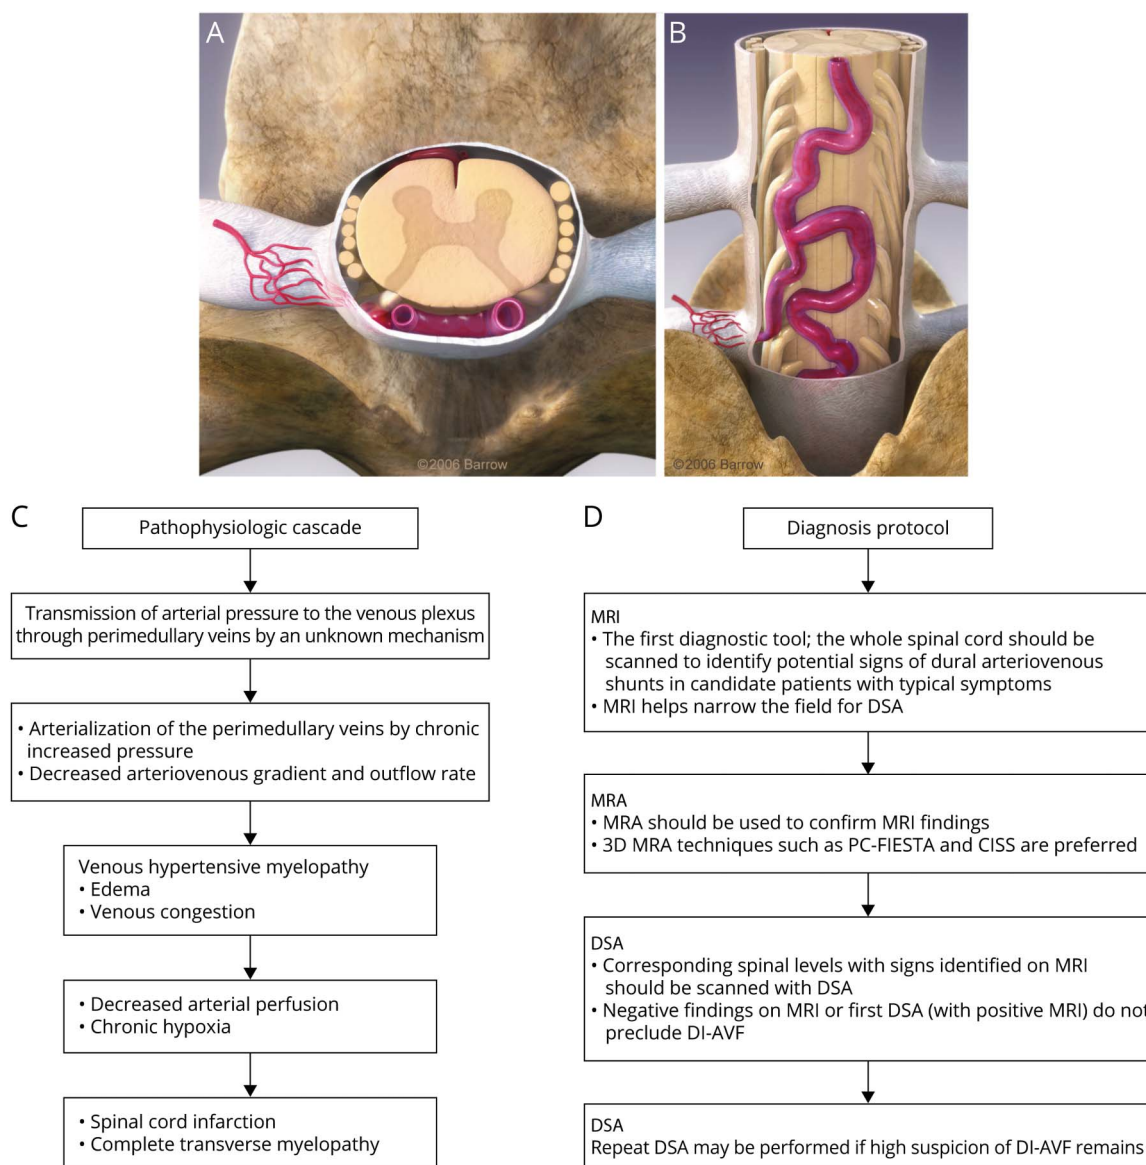 A
B
©2006 Barrow
©2006 Barrow
C
Pathophysiologic cascade
Transmission of arterial pressure to the venous plexus
through perimedullary veins by an unknown mechanism
• Arterialization of the perimedullary veins by chronic
increased pressure
• Decreased arteriovenous gradient and outflow rate
Venous hypertensive myelopathy
• Edema
• Venous congestion
• Decreased arterial perfusion
• Chronic hypoxia
• Spinal cord infarction
• Complete transverse myelopathy
D
Diagnosis protocol
MRI
• The first diagnostic tool; the whole spinal cord should be
scanned to identify potential signs of dural arteriovenous
shunts in candidate patients with typical symptoms
• MRI helps narrow the field for DSA
MRA
• MRA should be used to confirm MRI findings
• 3D MRA techniques such as PC-FIESTA and CISS are preferred
DSA
• Corresponding spinal levels with signs identified on MRI
should be scanned with DSA
• Negative findings on MRI or first DSA (with positive MRI) do not
preclude DI-AVF
DSA
Repeat DSA may be performed if high suspicion of DI-AVF remains